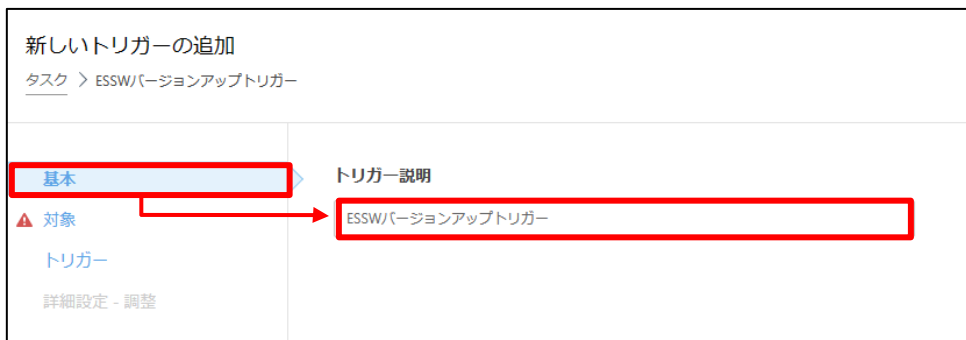 新しいトリガーの追加
タスク > ESSWバージョンアップトリガー
基本
トリガー説明
ESSWバージョンアップトリガー
対象
トリガー
詳細設定 - 調整